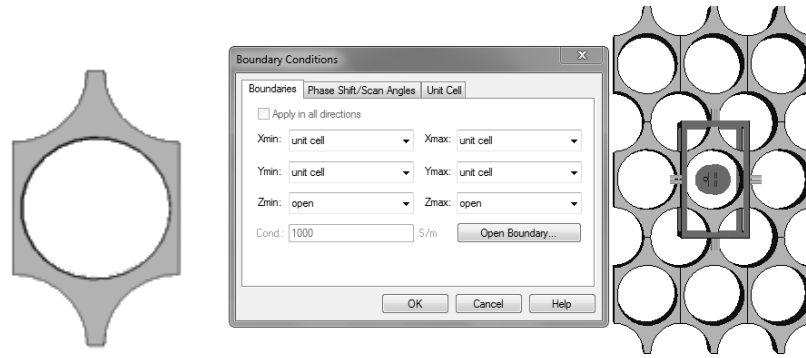 Boundary Conditions
Boundaries Phase Shift/Scan Angles Unit Cell
Apply in all directions
Xmin: unit cell Xmax: unit cell
Ymin: unit cell Ymax: unit cell
Zmin: open Zmax: open
Cond.: 1000 S/m Open Boundary...
OK Cancel Help